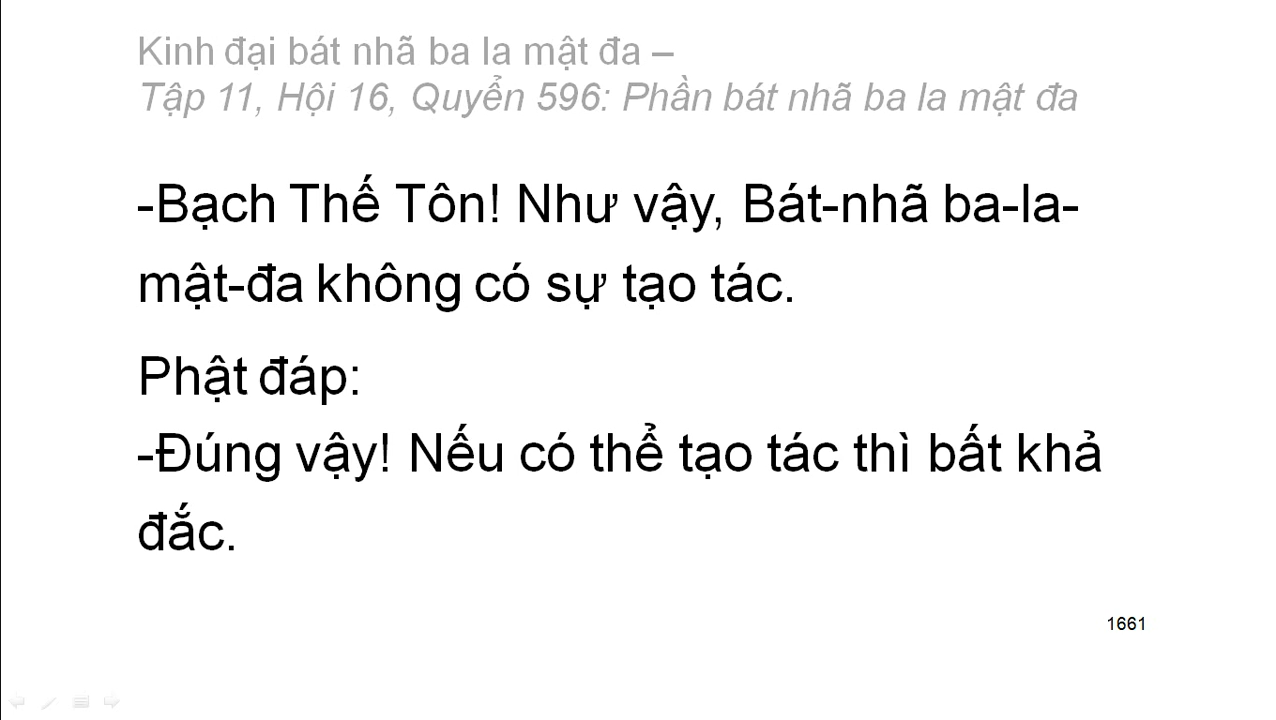 Kinh đại bát nhã ba la mật đa –
Tập 11, Hội 16, Quyển 596: Phần bát nhã ba la mật đa
-Bạch Thế Tôn! Như vậy, Bát-nhã ba-la-
mật-đa không có sự tạo tác.
Phật đáp:
-Đúng vậy! Nếu có thể tạo tác thì bất khả
đắc.
1661